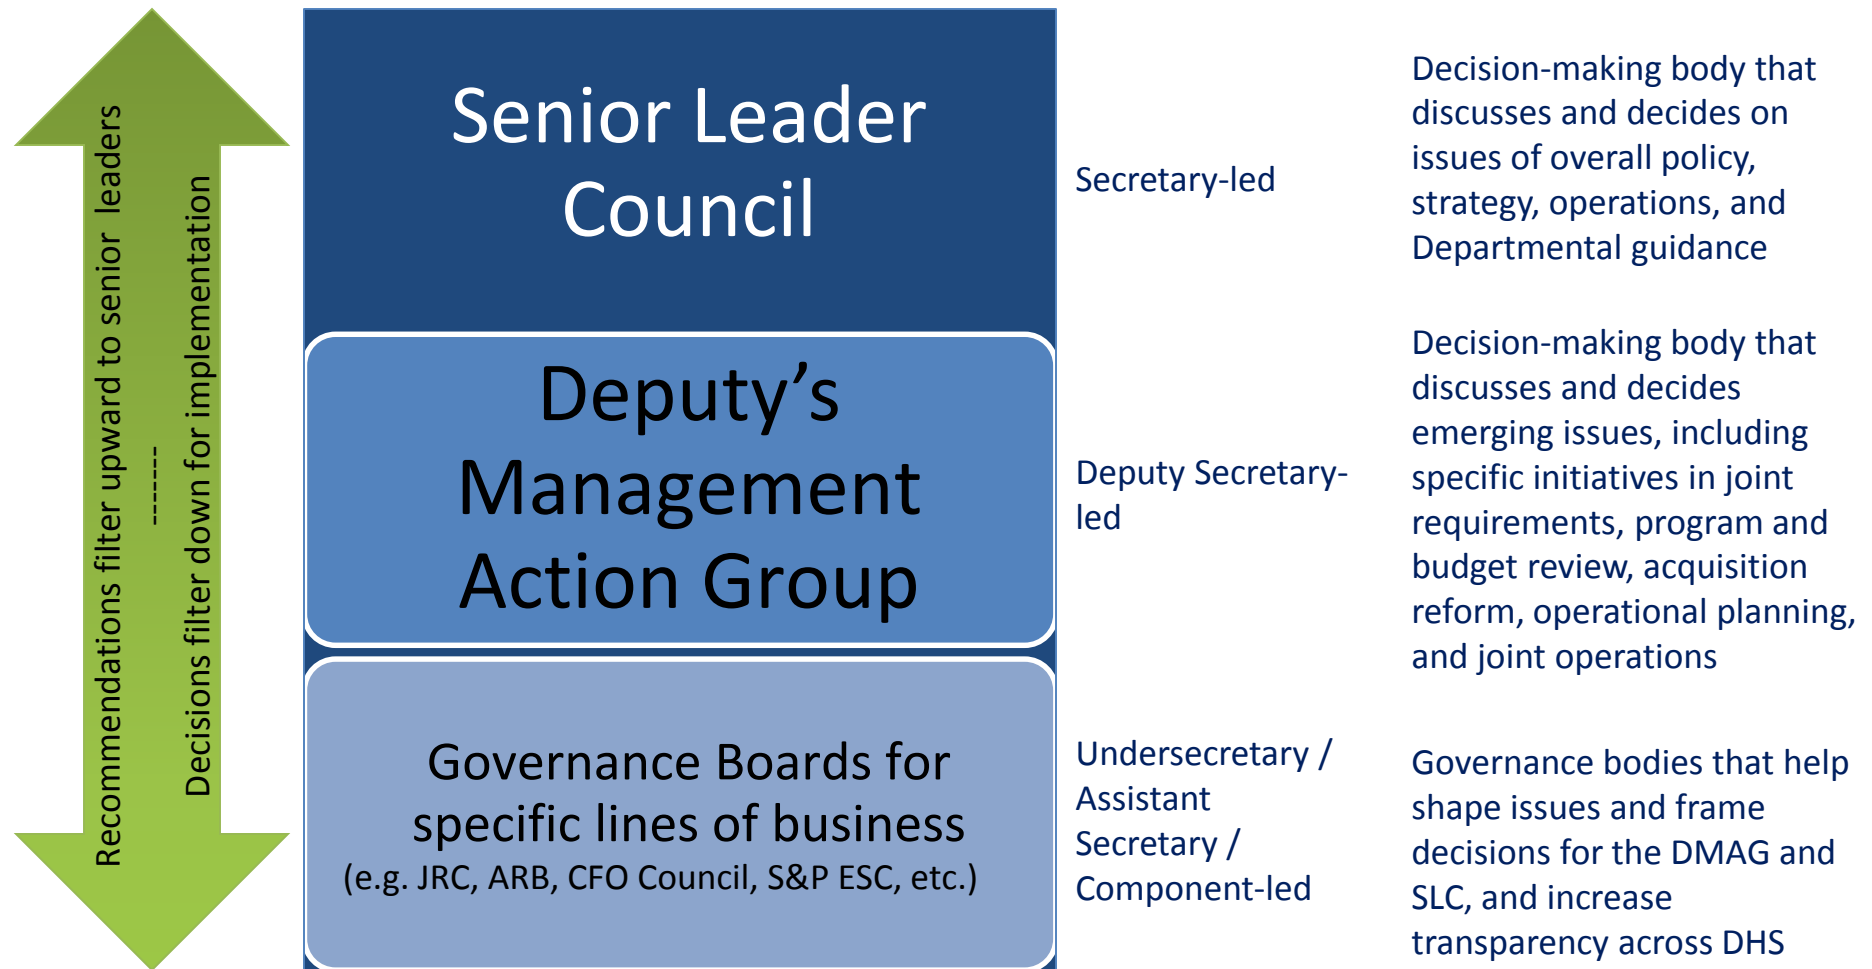 Recommendations filter upward to senior leaders
-------
Decisions filter down for implementation
Senior Leader
Council
Secretary-led
Decision-making body that
discusses and decides on
issues of overall policy,
strategy, operations, and
Departmental guidance
Deputy’s
Management
Action Group
Deputy Secretary-
led
Decision-making body that
discusses and decides
emerging issues, including
specific initiatives in joint
requirements, program and
budget review, acquisition
reform, operational planning,
and joint operations
Governance Boards for
specific lines of business
(e.g. JRC, ARB, CFO Council, S&P ESC, etc.)
Undersecretary /
Assistant
Secretary /
Component-led
Governance bodies that help
shape issues and frame
decisions for the DMAG and
SLC, and increase
transparency across DHS